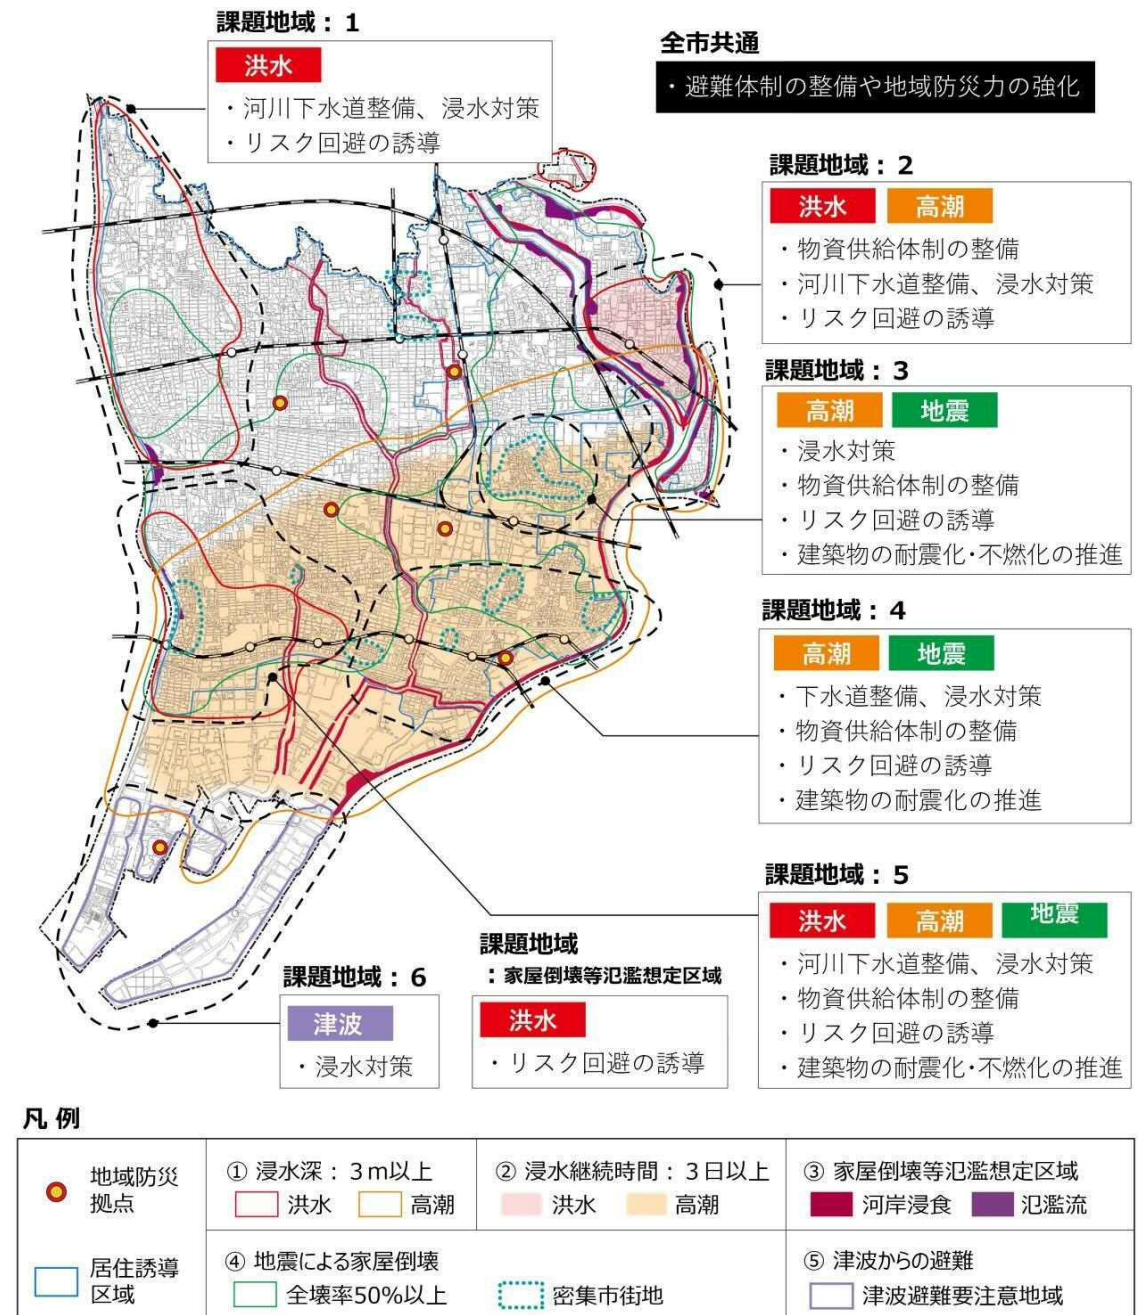 課題地域：1
洪水
・河川下水道整備、浸水対策
・リスク回避の誘導
全市共通
・避難体制の整備や地域防災力の強化
課題地域：2
洪水 高潮
・物資供給体制の整備
・河川下水道整備、浸水対策
・リスク回避の誘導
課題地域：3
高潮 地震
・浸水対策
・物資供給体制の整備
・リスク回避の誘導
・建築物の耐震化・不燃化の推進
課題地域：4
高潮 地震
・下水道整備、浸水対策
・物資供給体制の整備
・リスク回避の誘導
・建築物の耐震化の推進
課題地域：5
洪水 高潮 地震
・河川下水道整備、浸水対策
・物資供給体制の整備
・リスク回避の誘導
・建築物の耐震化・不燃化の推進
課題地域
：家屋倒壊等氾濫想定区域
洪水
・リスク回避の誘導
課題地域：6
津波
・浸水対策
凡例
地域防災
拠点
居住誘導
区域
① 浸水深：３ｍ以上
洪水 高潮
② 浸水継続時間：３日以上
洪水 高潮
③ 家屋倒壊等氾濫想定区域
河岸浸食 氾濫流
④ 地震による家屋倒壊
全壊率50％以上 密集市街地
⑤ 津波からの避難
津波避難要注意地域